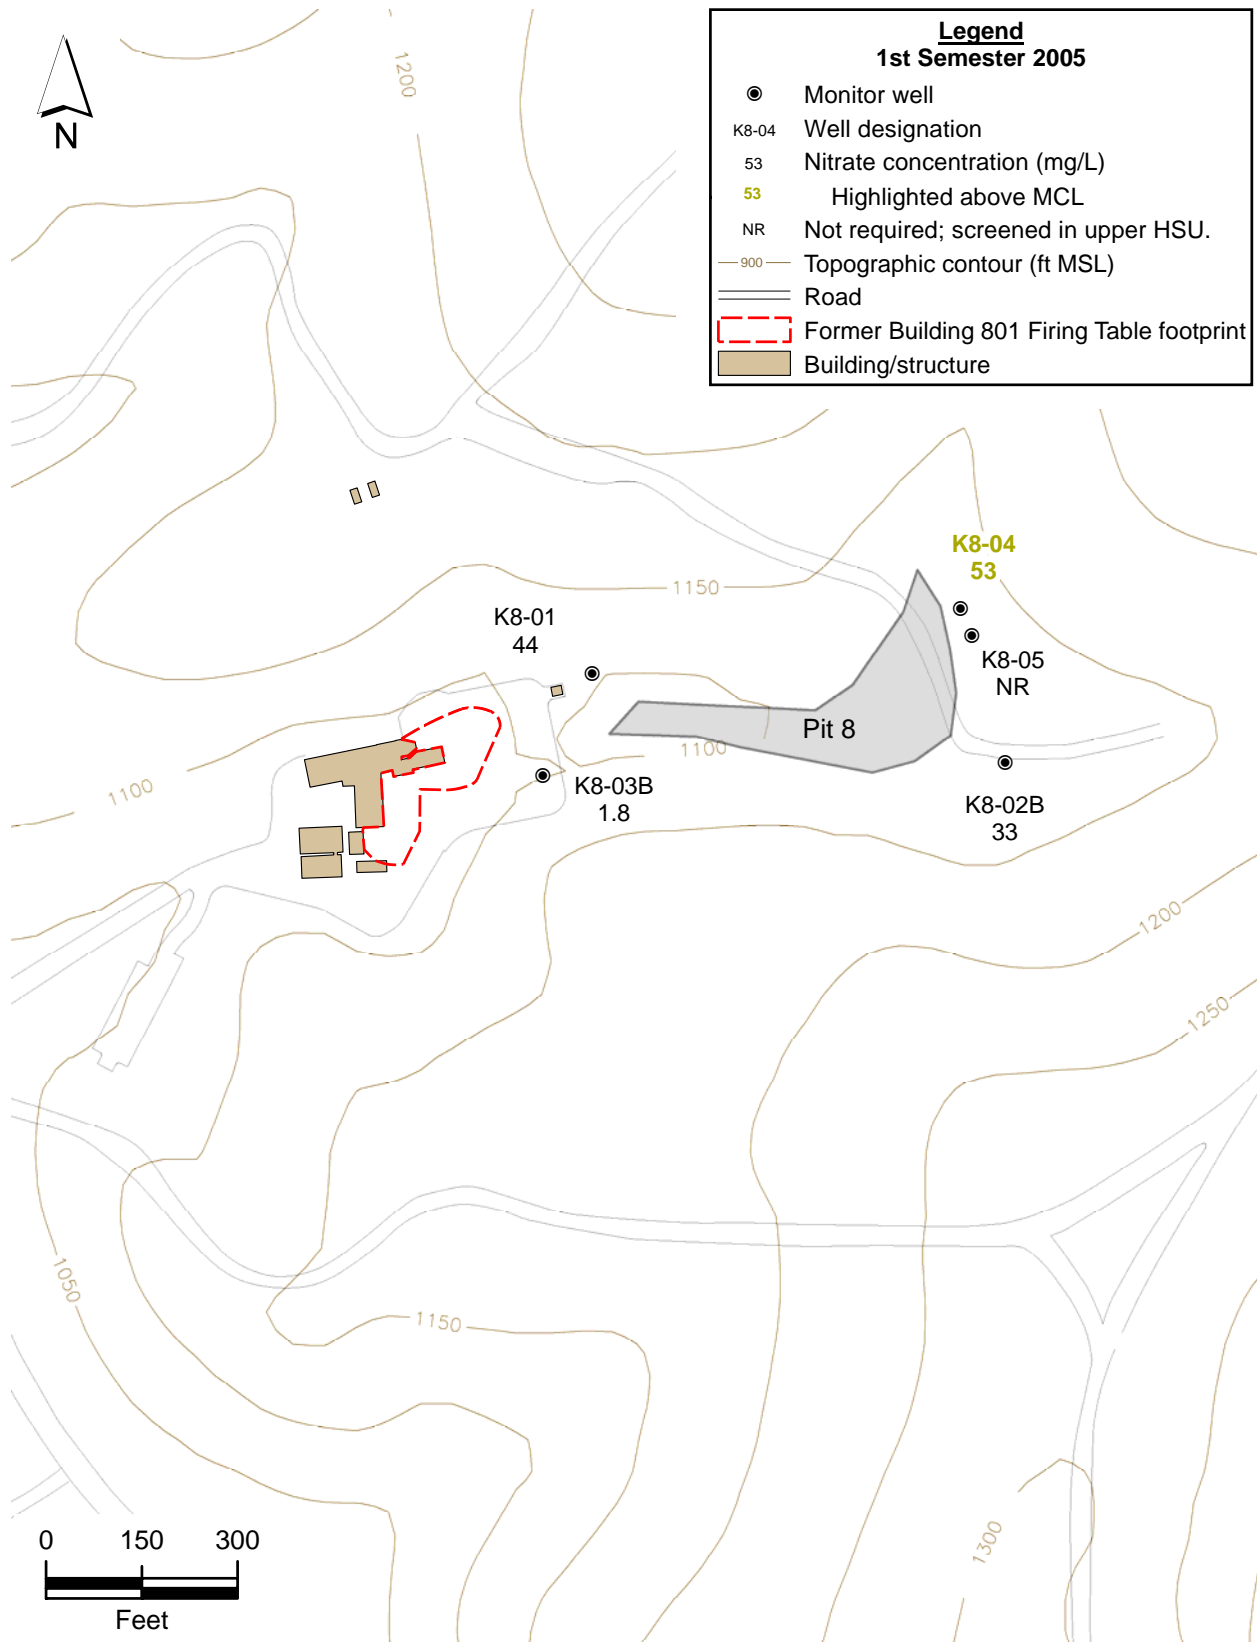 Legend
1st Semester 2005
Monitor well
K8-04 Well designation
53 Nitrate concentration (mg/L)
53 Highlighted above MCL
NR Not required; screened in upper HSU.
900 Topographic contour (ft MSL)
Road
Former Building 801 Firing Table footprint
Building/structure
N
1200
K8-04
53
1150
K8-01
44
K8-05
NR
Pit 8
1100
1100
K8-03B
1.8
K8-02B
33
1200
1250
1050
1150
1300
0 150 300
Feet